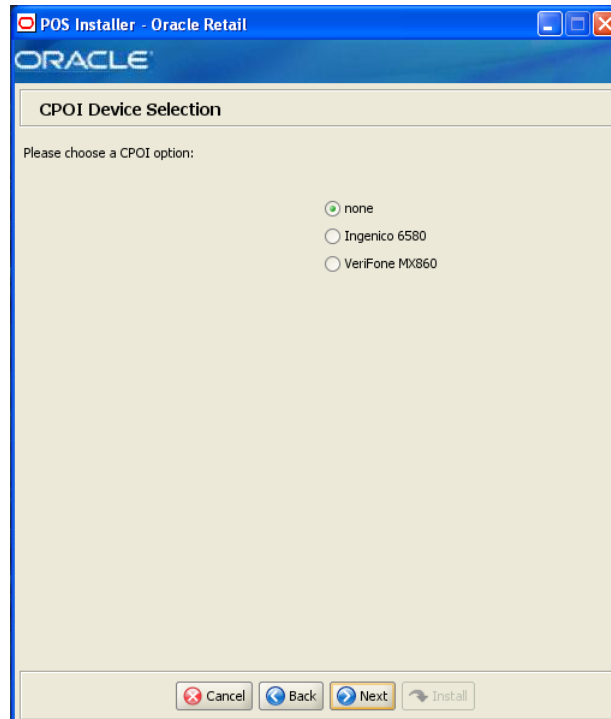 POS Installer - Oracle Retail
ORACLE
CPOI Device Selection
Please choose a CPOI option:
none
Ingenico 6580
VeriFone MX860
Cancel Back Next Install